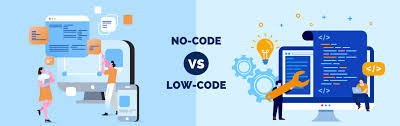 NO-CODE
VS
LOW-CODE
</>
</>